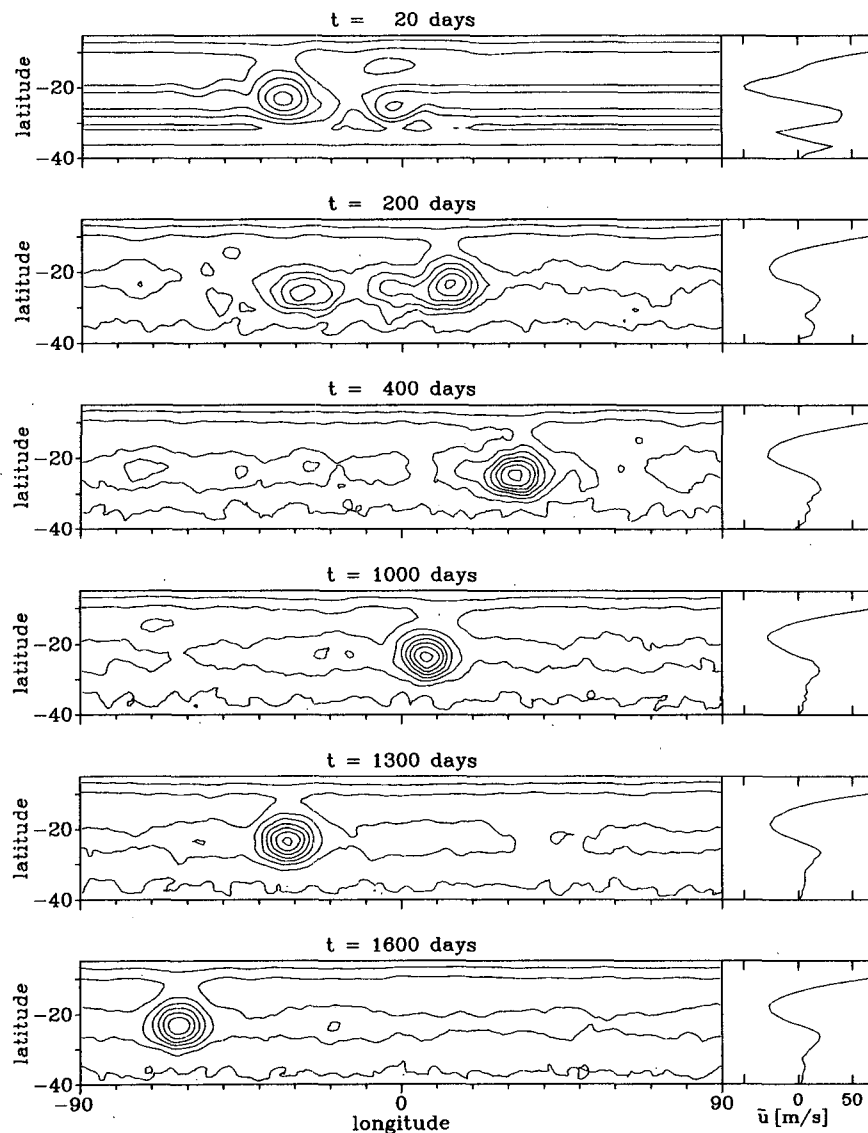 t = 20 days
latitude
-20
-40
t = 200 days
latitude
-20
-40
t = 400 days
latitude
-20
-40
t = 1000 days
latitude
-20
-40
t = 1300 days
latitude
-20
-40
t = 1600 days
latitude
-20
-40
-90 0 90 0 50
longitude ū [m/s]